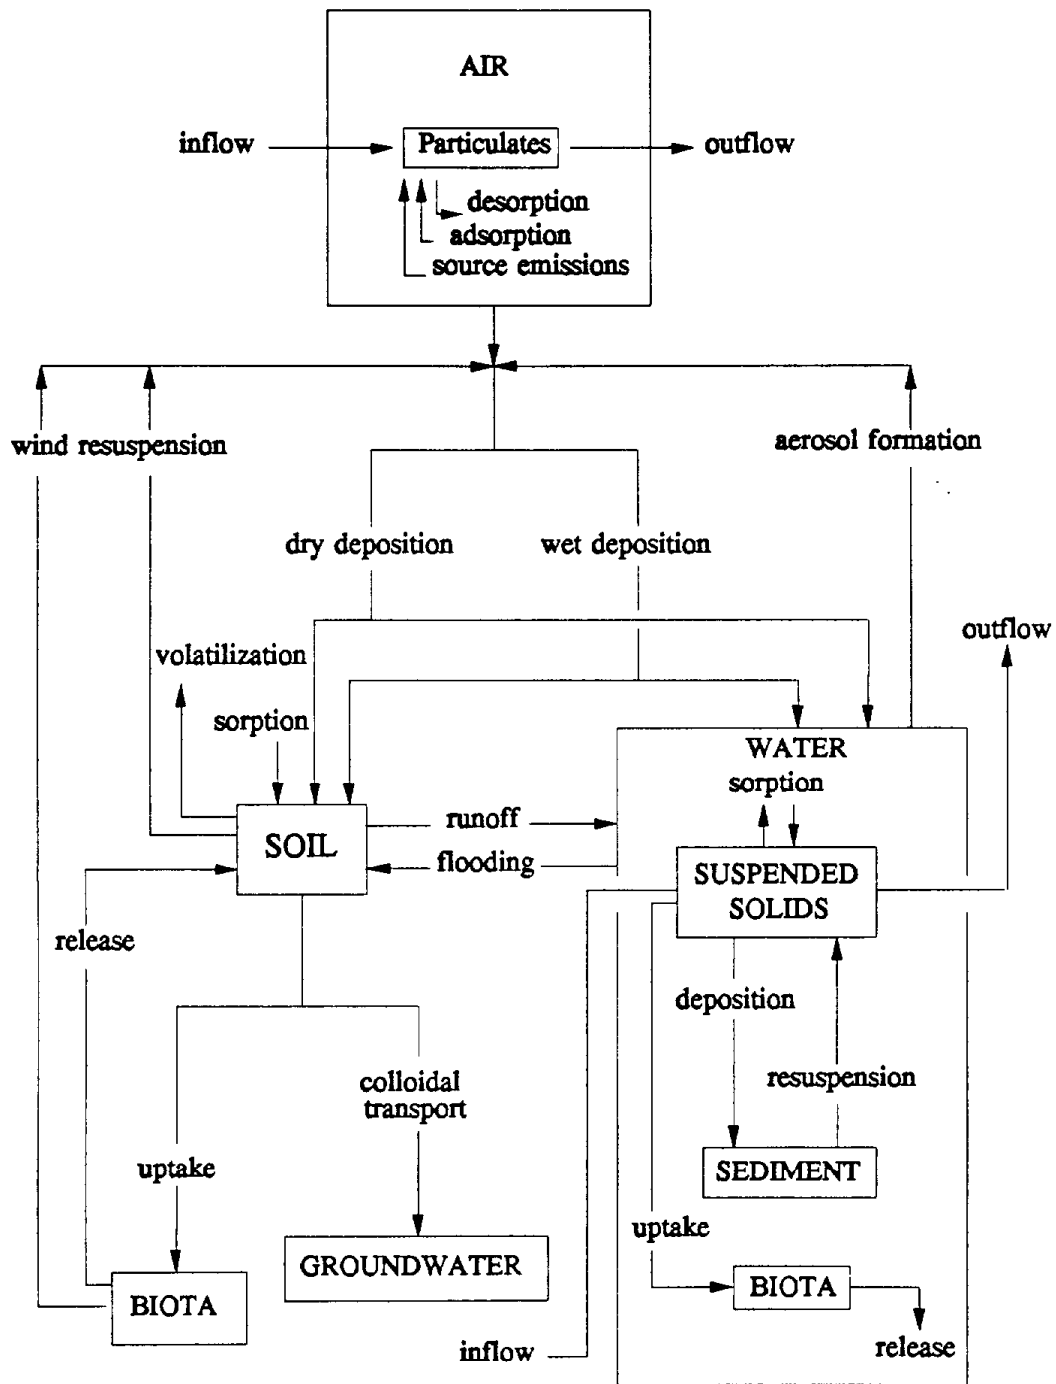 AIR
inflow
Particulates
outflow
desorption
adsorption
source emissions
wind resuspension
aerosol formation
dry deposition
wet deposition
outflow
volatilization
sorption
WATER
sorption
runoff
SOIL
flooding
SUSPENDED
SOLIDS
release
deposition
resuspension
colloidal
transport
uptake
SEDIMENT
uptake
GROUNDWATER
BIOTA
BIOTA
inflow
release